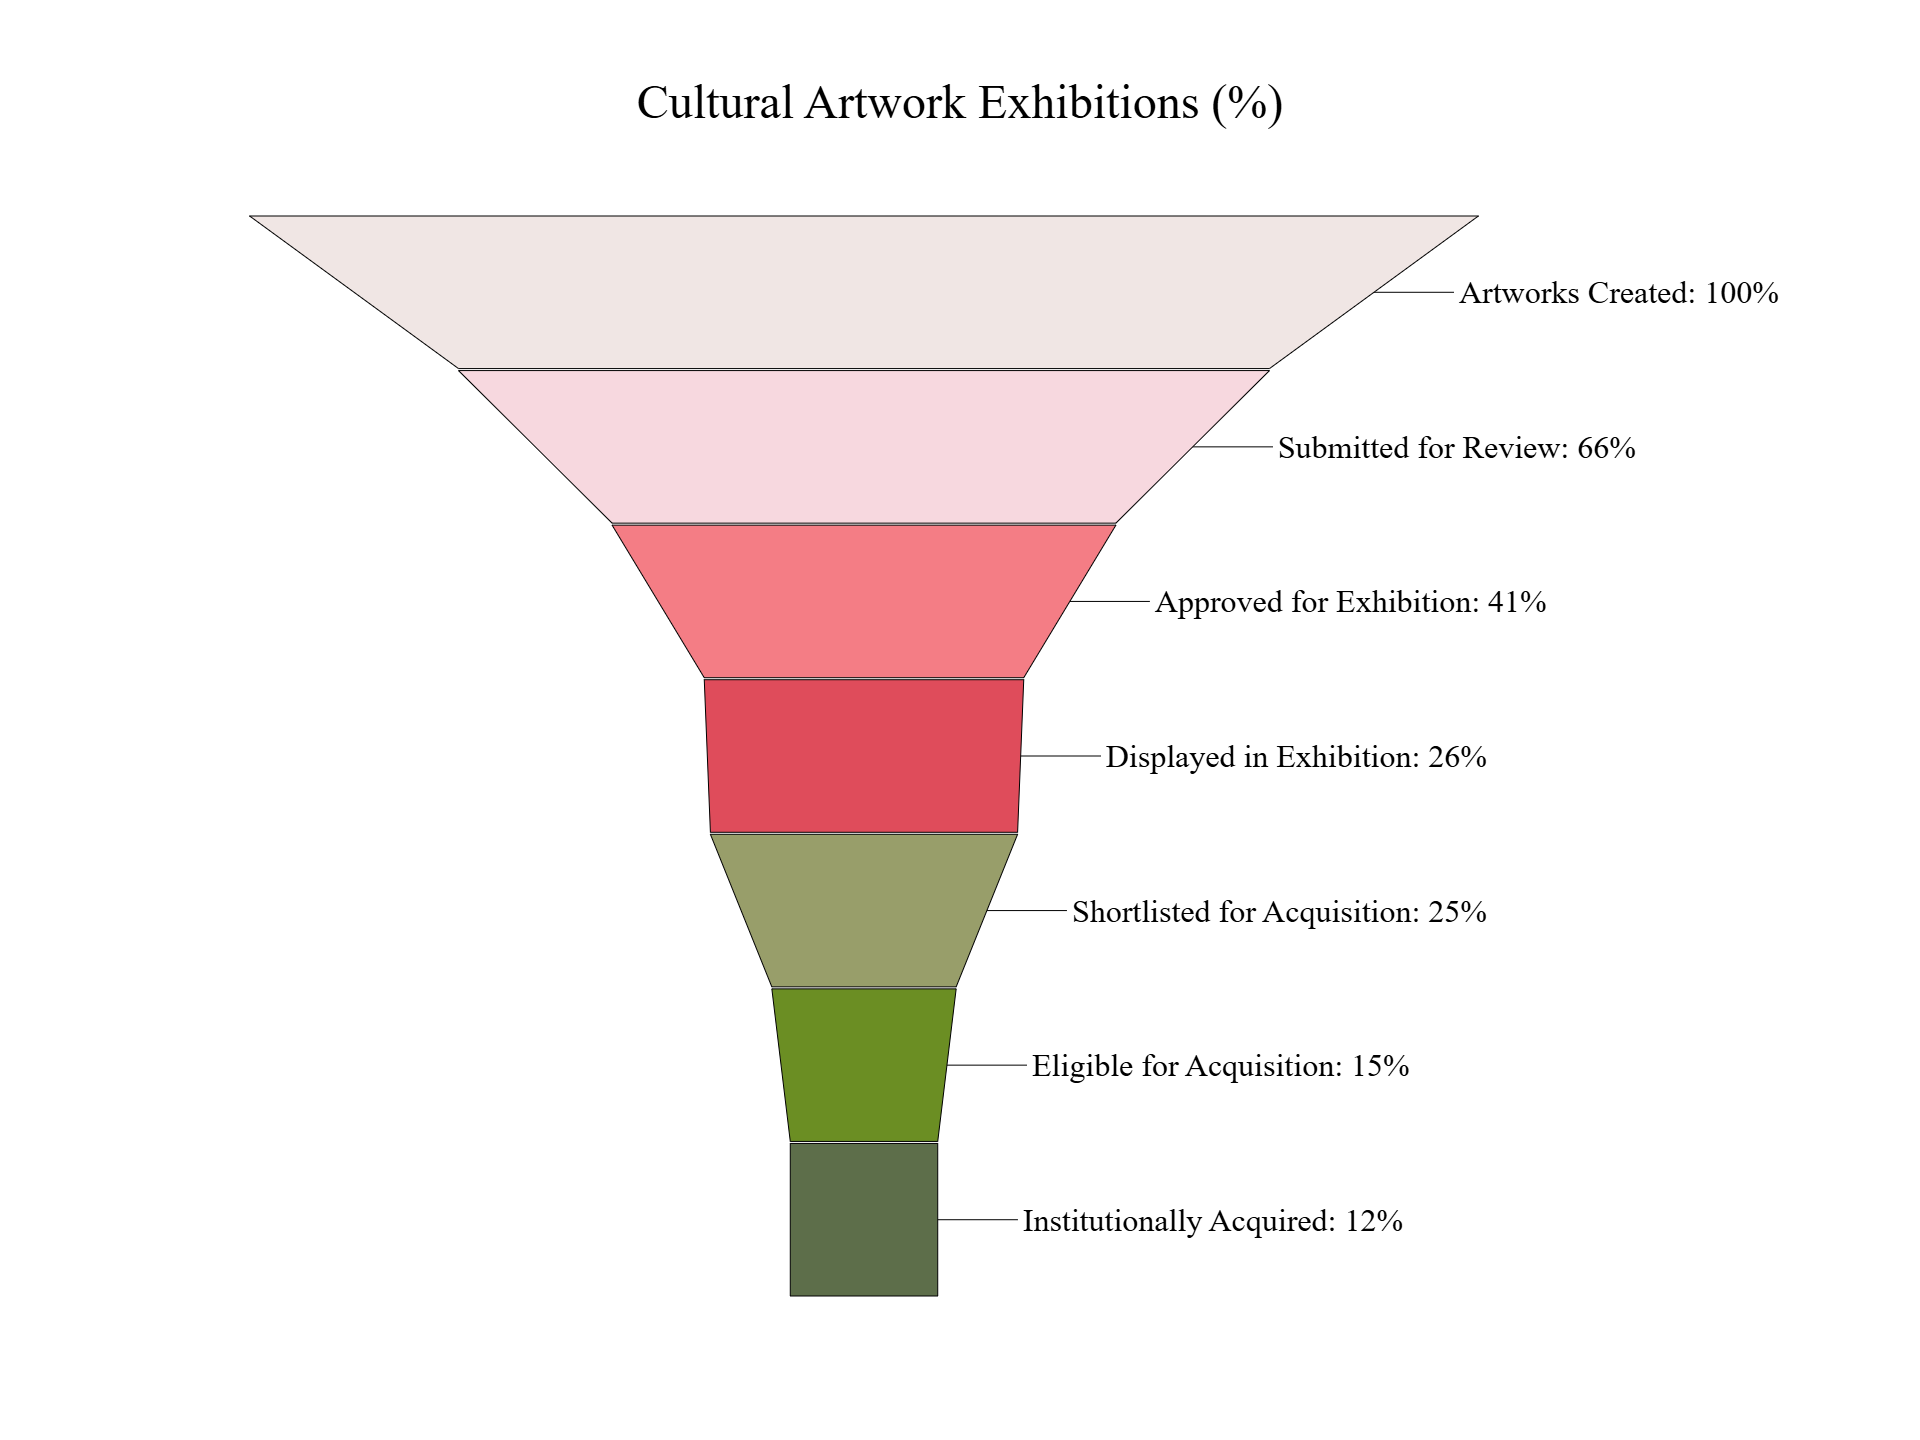 Cultural Artwork Exhibitions (%)
Artworks Created: 100%
Submitted for Review: 66%
Approved for Exhibition: 41%
Displayed in Exhibition: 26%
Shortlisted for Acquisition: 25%
Eligible for Acquisition: 15%
Institutionally Acquired: 12%